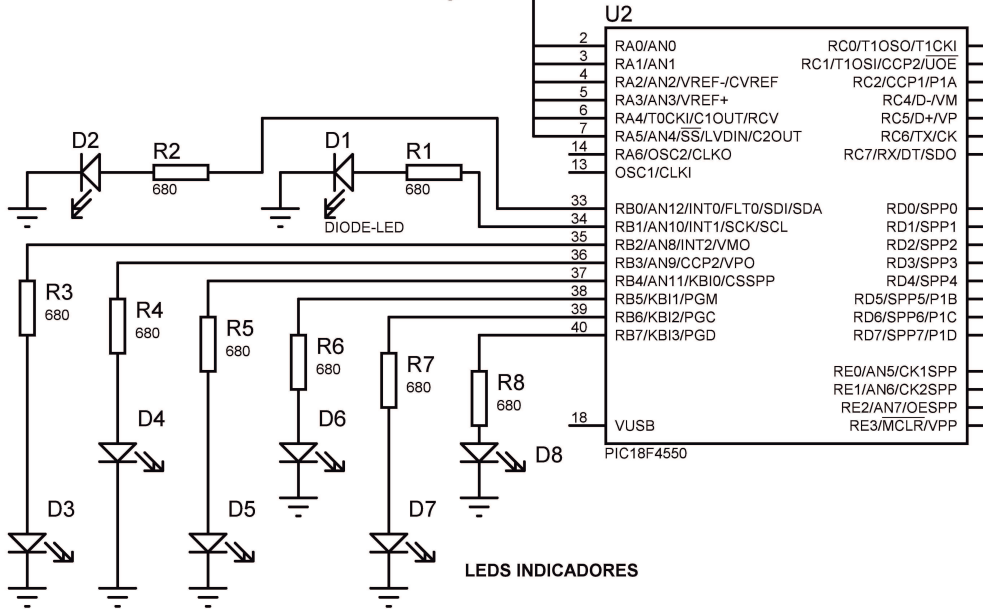 U2
2 RA0/AN0 RC0/T1OSO/T1CKI
3 RA1/AN1 RC1/T1OSI/CCP2/UOE
4 RA2/AN2/VREF-/CVREF RC2/CCP1/P1A
5 RA3/AN3/VREF+ RC4/D-/VM
6 RA4/T0CKI/C1OUT/RCV RC5/D+/VP
7 RA5/AN4/SS/LVDIN/C2OUT RC6/TX/CK
14 RA6/OSC2/CLKO RC7/RX/DT/SDO
13 OSC1/CLKI
D2 R2 D1 R1
680 680
DIODE-LED
33 RB0/AN12/INT0/FLT0/SDI/SDA RD0/SPP0
34 RB1/AN10/INT1/SCK/SCL RD1/SPP1
35 RB2/AN8/INT2/VMO RD2/SPP2
36 RB3/AN9/CCP2/VPO RD3/SPP3
37 RB4/AN11/KBI0/CSSPP RD4/SPP4
38 RB5/KBI1/PGM RD5/SPP5/P1B
39 RB6/KBI2/PGC RD6/SPP6/P1C
40 RB7/KBI3/PGD RD7/SPP7/P1D
RE0/AN5/CK1SPP
RE1/AN6/CK2SPP
RE2/AN7/OESPP
18 VUSB RE3/MCLR/VPP
PIC18F4550
R3
680
R4
680
R5
680
R6
680
R7
680
R8
680
D4
D6
D8
D3
D5
D7
LEDS INDICADORES